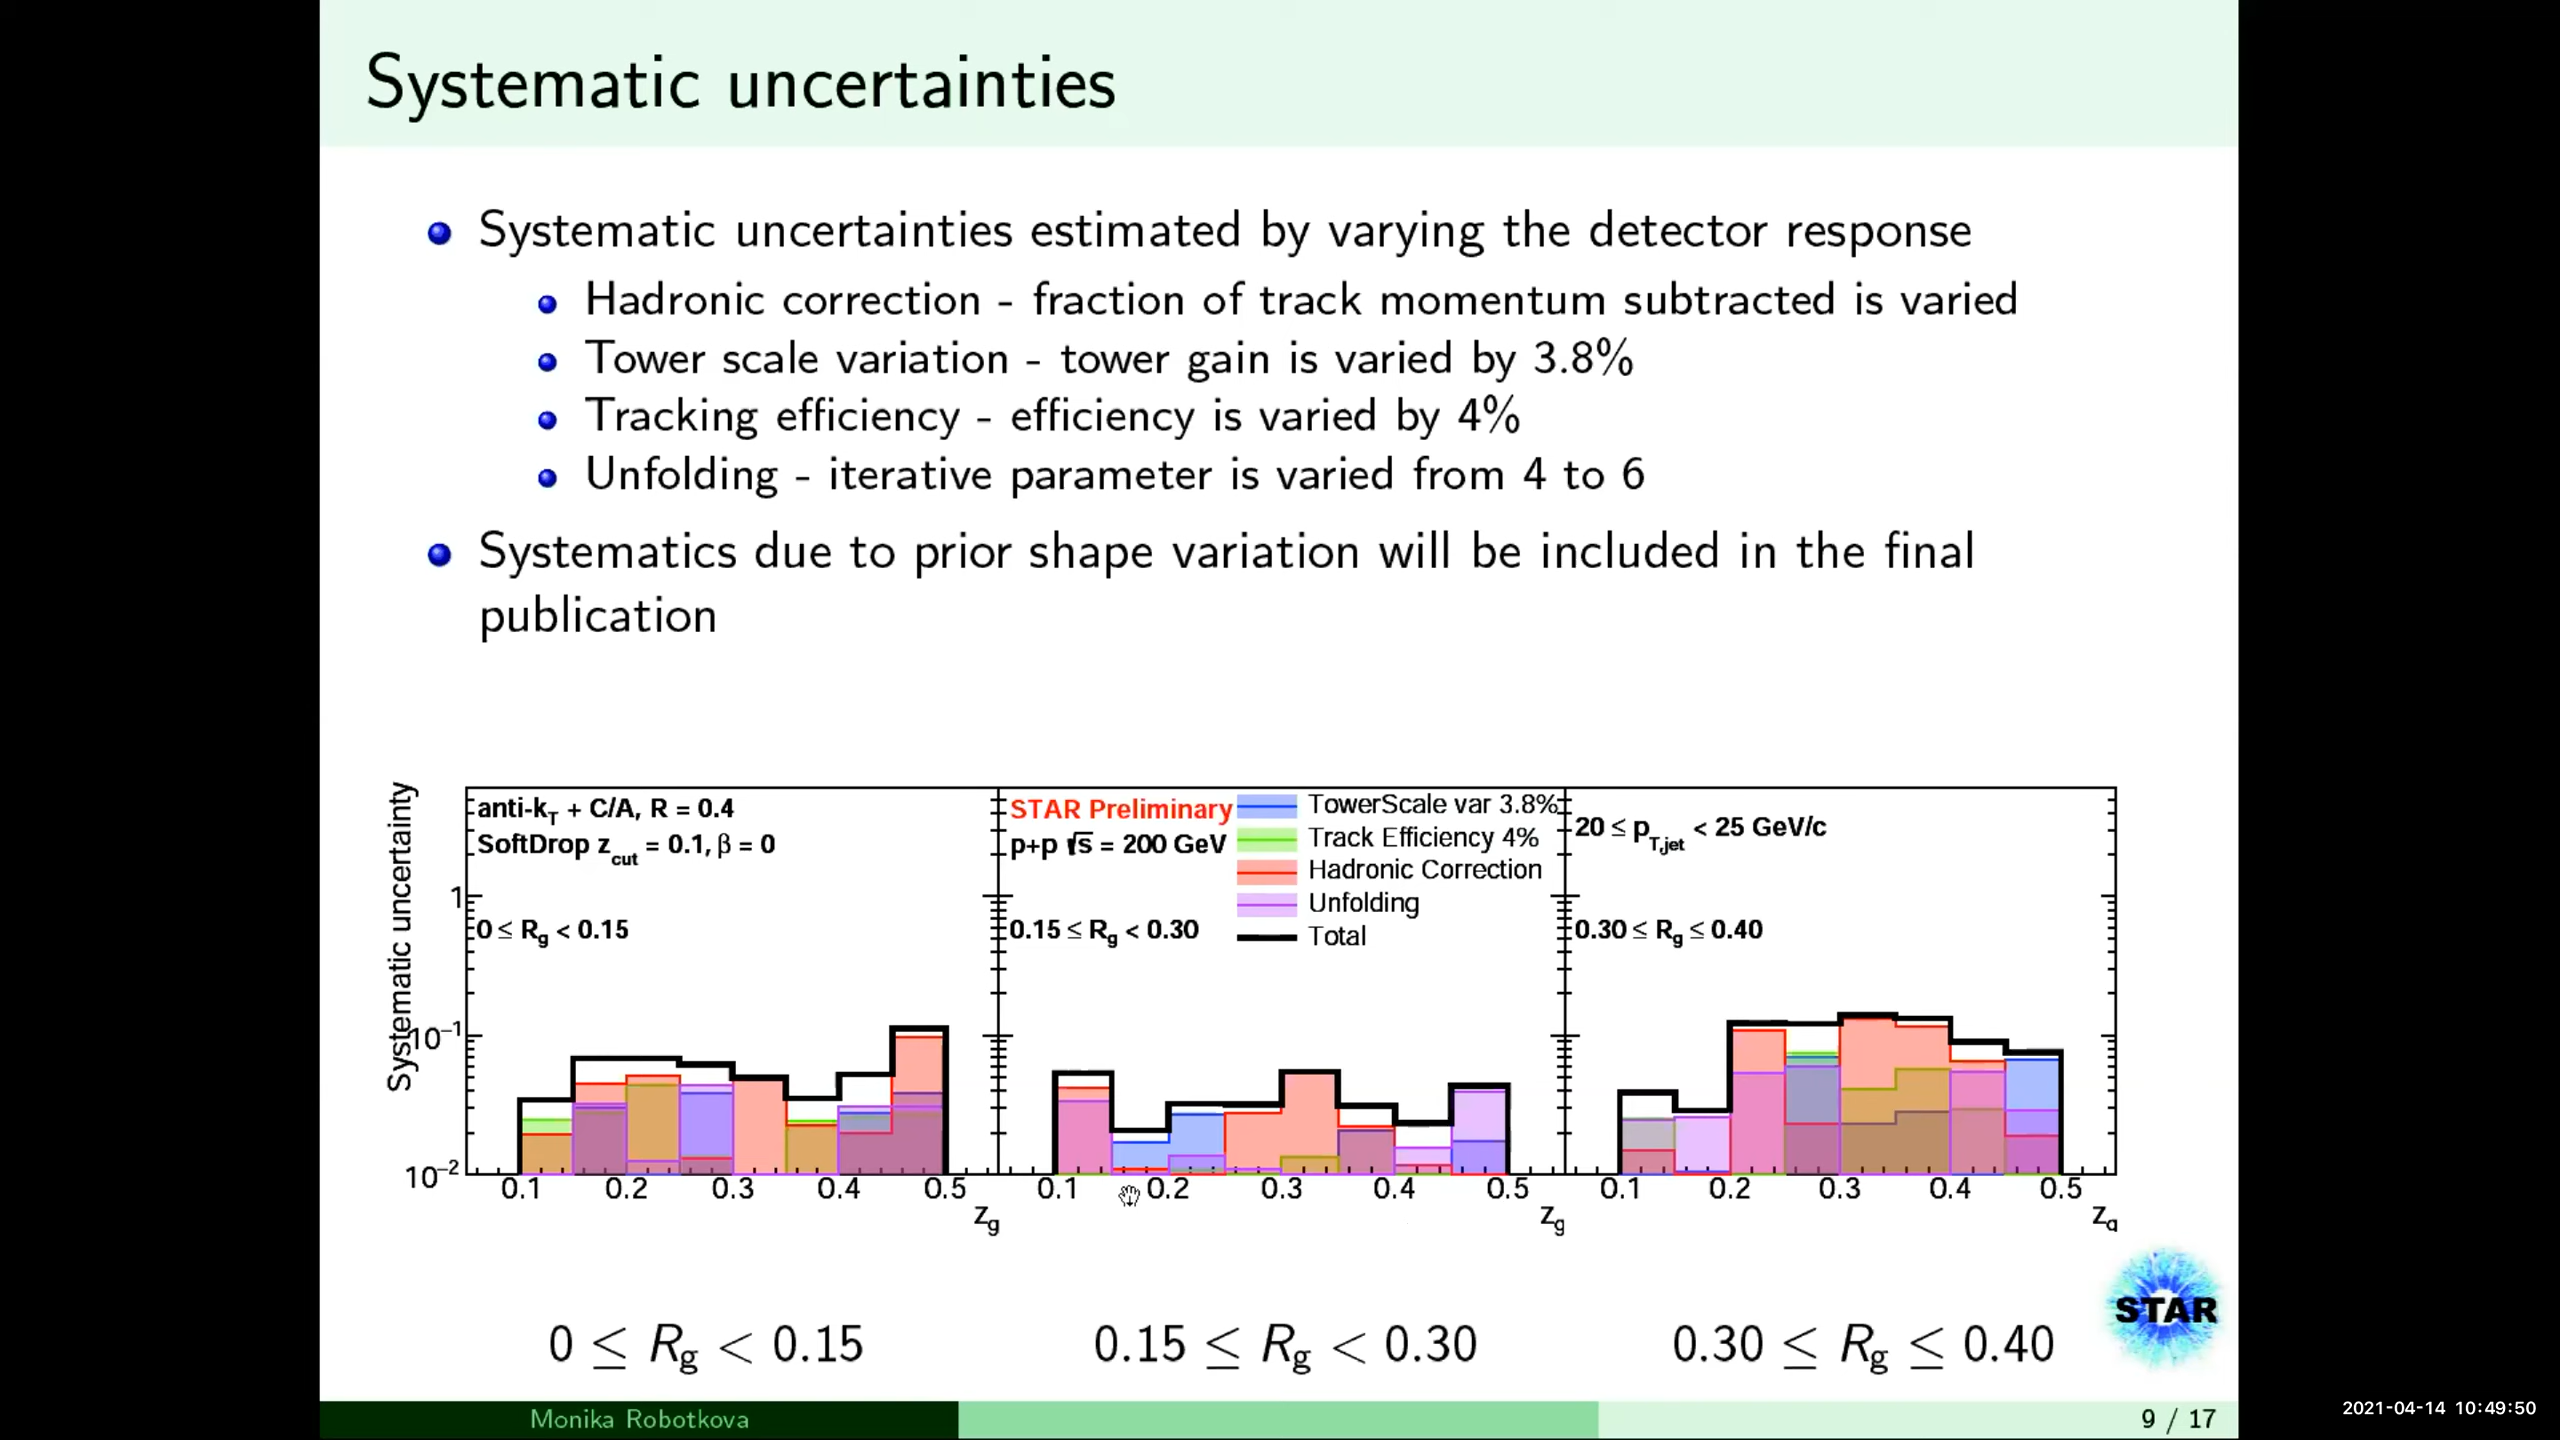 Systematic uncertainties
Systematic uncertainties estimated by varying the detector response
Hadronic correction - fraction of track momentum subtracted is varied
Tower scale variation - tower gain is varied by 3.8%
Tracking efficiency - efficiency is varied by 4%
Unfolding - iterative parameter is varied from 4 to 6
Systematics due to prior shape variation will be included in the final
publication
Systematic uncertainty
1
10⁻¹
10⁻²
anti-k_T + C/A, R = 0.4
SoftDrop z_cut = 0.1, β = 0
0 ≤ R_g < 0.15
0.1 0.2 0.3 0.4 0.5
z_g
STAR Preliminary
p+p √s = 200 GeV
0.15 ≤ R_g < 0.30
TowerScale var 3.8%
Track Efficiency 4%
Hadronic Correction
Unfolding
Total
0.1 0.2 0.3 0.4 0.5
z_g
20 ≤ p_T,jet < 25 GeV/c
0.30 ≤ R_g ≤ 0.40
0.1 0.2 0.3 0.4 0.5
z_g
0 ≤ R_g < 0.15
0.15 ≤ R_g < 0.30
0.30 ≤ R_g ≤ 0.40
STAR
Monika Robotkova
9 / 17
2021-04-14 10:49:50